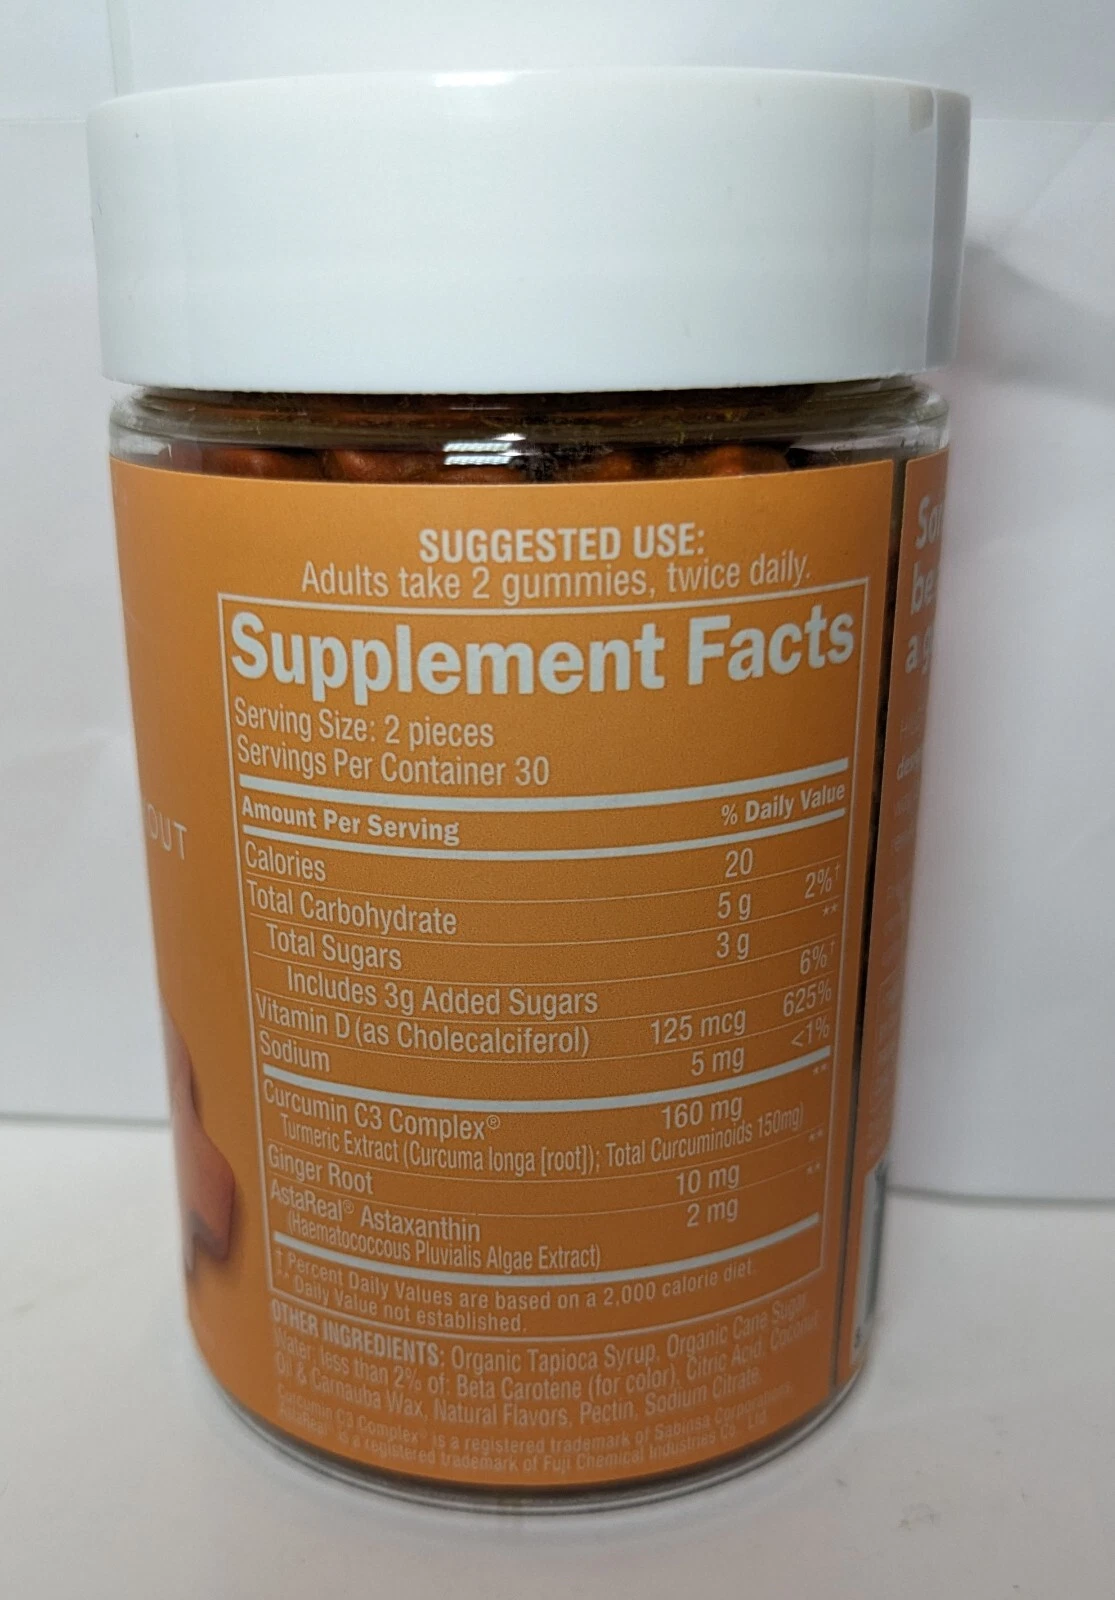 SUGGESTED USE:
Adults take 2 gummies, twice daily.
Supplement Facts
Serving Size: 2 pieces
Servings Per Container 30
Amount Per Serving % Daily Value
Calories 20
Total Carbohydrate 5 g 2%†
Total Sugars 3 g **
Includes 3g Added Sugars 6%†
Vitamin D (as Cholecalciferol) 125 mcg 625%
Sodium 5 mg <1%
Curcumin C3 Complex® 160 mg **
Turmeric Extract (Curcuma longa [root]); Total Curcuminoids 150mg)
Ginger Root 10 mg **
AstaReal® Astaxanthin 2 mg **
(Haematococcous Pluvialis Algae Extract)
† Percent Daily Values are based on a 2,000 calorie diet.
** Daily Value not established.
OTHER INGREDIENTS: Organic Tapioca Syrup, Organic Cane Sugar,
Water, less than 2% of: Beta Carotene (for color), Citric Acid, Coconut
Oil & Carnauba Wax, Natural Flavors, Pectin, Sodium Citrate.
Curcumin C3 Complex® is a registered trademark of Sabinsa Corporation.
AstaReal® is a registered trademark of Fuji Chemical Industries Co., Ltd.
OUT